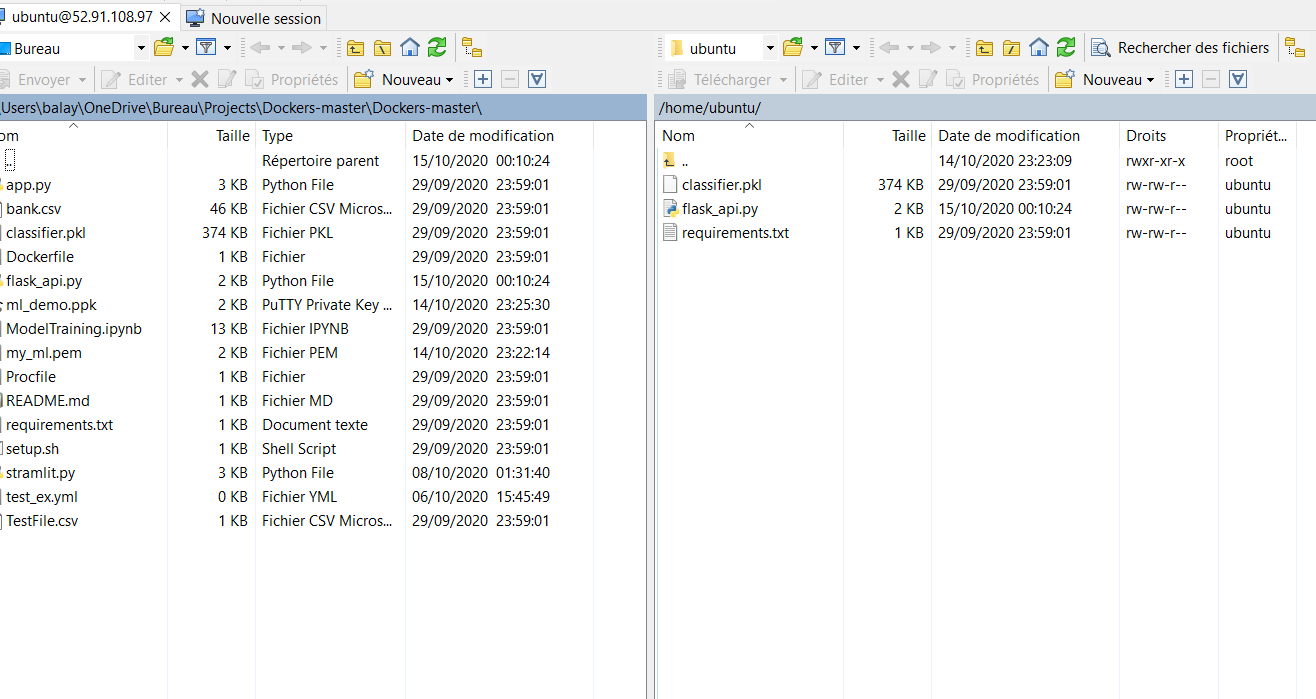 ubuntu@52.91.108.97 Nouvelle session
Bureau ubuntu Rechercher des fichiers
Envoyer Editer Propriétés Nouveau Télécharger Editer Propriétés Nouveau
\Users\balay\OneDrive\Bureau\Projects\Dockers-master\Dockers-master\ /home/ubuntu/
om Taille Type Date de modification Nom Taille Date de modification Droits Propriét...
.. Répertoire parent 15/10/2020 00:10:24 .. 14/10/2020 23:23:09 rwxr-xr-x root
app.py 3 KB Python File 29/09/2020 23:59:01 classifier.pkl 374 KB 29/09/2020 23:59:01 rw-rw-r-- ubuntu
bank.csv 46 KB Fichier CSV Micros... 29/09/2020 23:59:01 flask_api.py 2 KB 15/10/2020 00:10:24 rw-rw-r-- ubuntu
classifier.pkl 374 KB Fichier PKL 29/09/2020 23:59:01 requirements.txt 1 KB 29/09/2020 23:59:01 rw-rw-r-- ubuntu
Dockerfile 1 KB Fichier 29/09/2020 23:59:01
flask_api.py 2 KB Python File 15/10/2020 00:10:24
ml_demo.ppk 2 KB PuTTY Private Key ... 14/10/2020 23:25:30
ModelTraining.ipynb 13 KB Fichier IPYNB 29/09/2020 23:59:01
my_ml.pem 2 KB Fichier PEM 14/10/2020 23:22:14
Procfile 1 KB Fichier 29/09/2020 23:59:01
README.md 1 KB Fichier MD 29/09/2020 23:59:01
requirements.txt 1 KB Document texte 29/09/2020 23:59:01
setup.sh 1 KB Shell Script 29/09/2020 23:59:01
stramlit.py 3 KB Python File 08/10/2020 01:31:40
test_ex.yml 0 KB Fichier YML 06/10/2020 15:45:49
TestFile.csv 1 KB Fichier CSV Micros... 29/09/2020 23:59:01